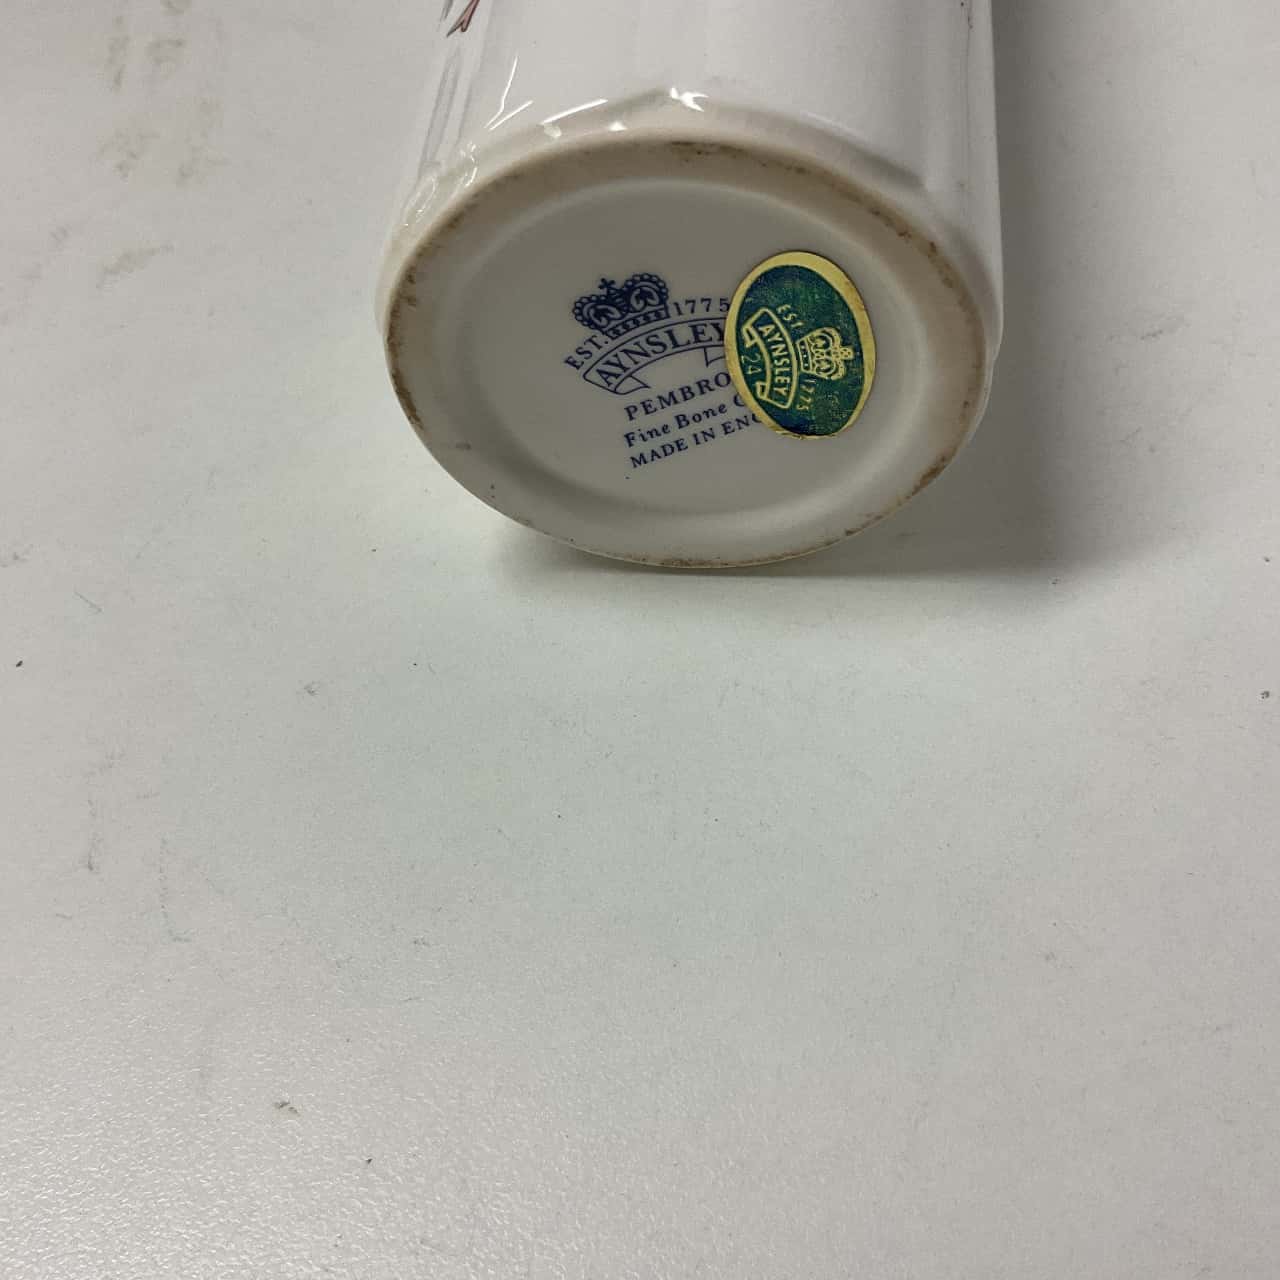 EST. 1775
AYNSLEY
PEMBRO
Fine Bone C
MADE IN ENG
EST 1775
AYNSLEY
24